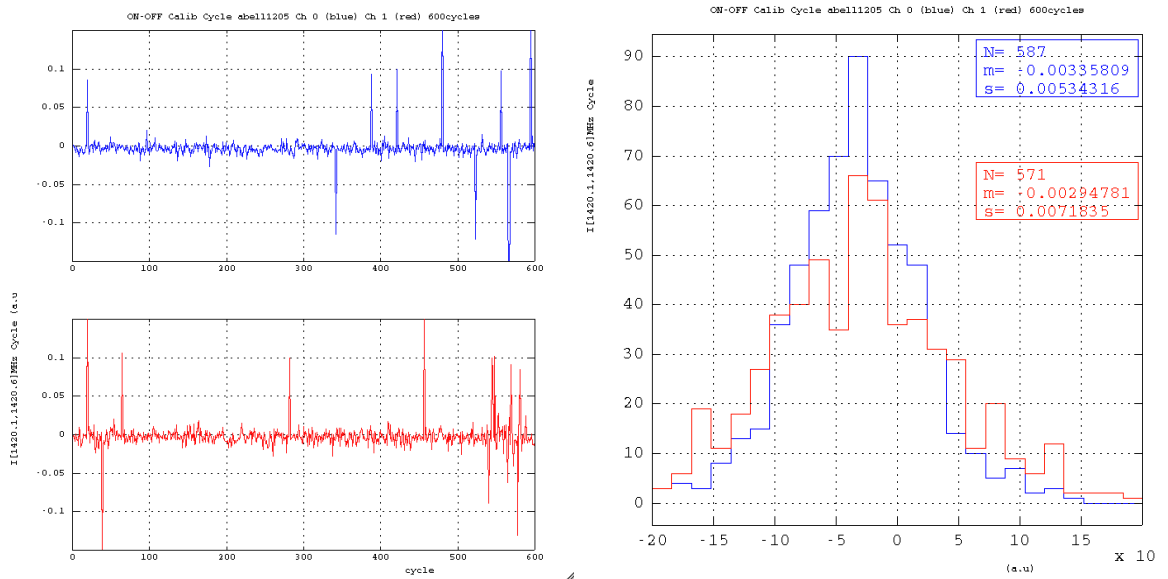 ON-OFF Calib Cycle abell1205 Ch 0 (blue) Ch 1 (red) 600cycles
0.1
0.05
0
-0.05
-0.1
0 100 200 300 400 500 600
I[1420.1,1420.6]MHz Cycle (a.u
0.1
0.05
0
-0.05
-0.1
0 100 200 300 400 500 600
cycle
ON-OFF Calib Cycle abell1205 Ch 0 (blue) Ch 1 (red) 600cycles
I[1420.1,1420.6]MHz Cycle
90
80
70
60
50
40
30
20
10
0
N= 587
m= -0.00335809
s= 0.00534316
N= 571
m= -0.00294781
s= 0.0071835
-20 -15 -10 -5 0 5 10 15
x 10
(a.u)